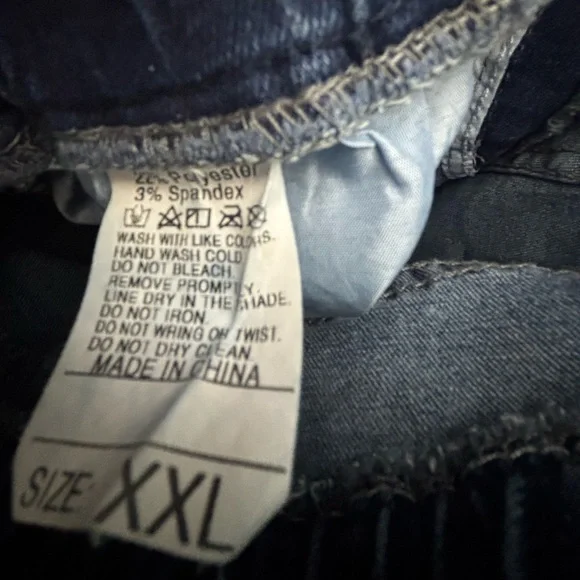 22% Polyester
3% Spandex
WASH WITH LIKE COLORS.
HAND WASH COLD
DO NOT BLEACH.
REMOVE PROMPTLY.
LINE DRY IN THE SHADE.
DO NOT IRON.
DO NOT WRING OR TWIST.
DO NOT DRY CLEAN
MADE IN CHINA
SIZE: XXL